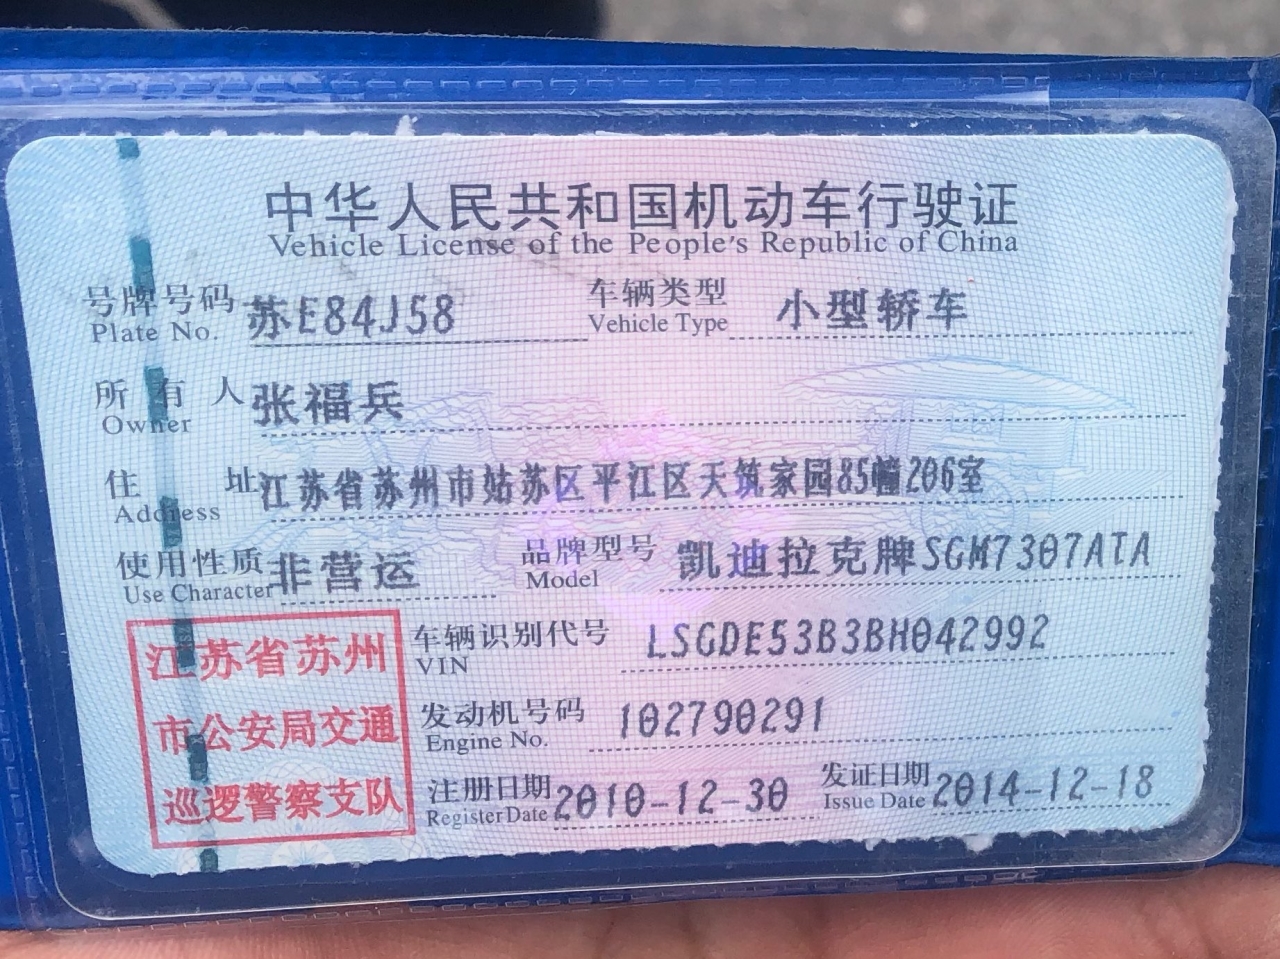 中华人民共和国机动车行驶证
Vehicle License of the People's Republic of China
号牌号码 苏E84J58 车辆类型 小型轿车
Plate No. Vehicle Type
所有人 张福兵
Owner
住址 江苏省苏州市姑苏区平江区天筑家园85幢206室
Address
使用性质 非营运 品牌型号 凯迪拉克牌SGM7307ATA
Use Character Model
江苏省苏州
市公安局交通
巡逻警察支队
车辆识别代号 LSGDE53B3BH042992
VIN
发动机号码 102790291
Engine No.
注册日期 2010-12-30 发证日期 2014-12-18
Register Date Issue Date